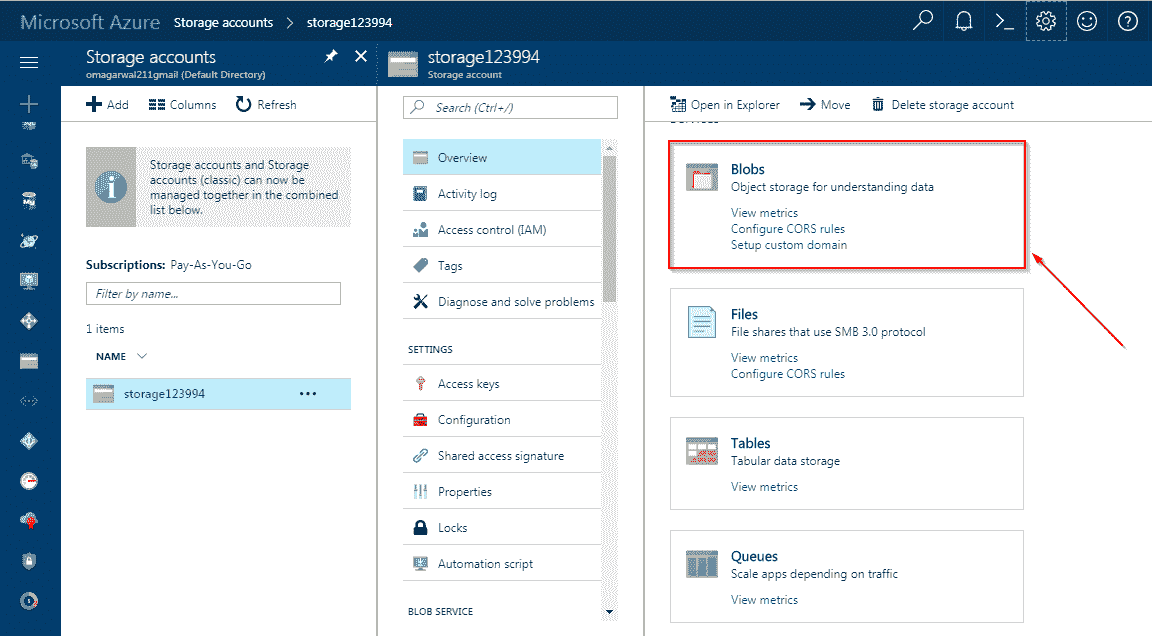 Microsoft Azure Storage accounts > storage123994
Storage accounts
omagarwal211gmail (Default Directory)
Add Columns Refresh
Storage accounts and Storage
accounts (classic) can now be
managed together in the combined
list below.
Subscriptions: Pay-As-You-Go
Filter by name...
1 items
NAME
storage123994 •••
storage123994
Storage account
Search (Ctrl+/)
Overview
Activity log
Access control (IAM)
Tags
Diagnose and solve problems
SETTINGS
Access keys
Configuration
Shared access signature
Properties
Locks
Automation script
BLOB SERVICE
Open in Explorer Move Delete storage account
Services
Blobs
Object storage for understanding data
View metrics
Configure CORS rules
Setup custom domain
Files
File shares that use SMB 3.0 protocol
View metrics
Configure CORS rules
Tables
Tabular data storage
View metrics
Queues
Scale apps depending on traffic
View metrics